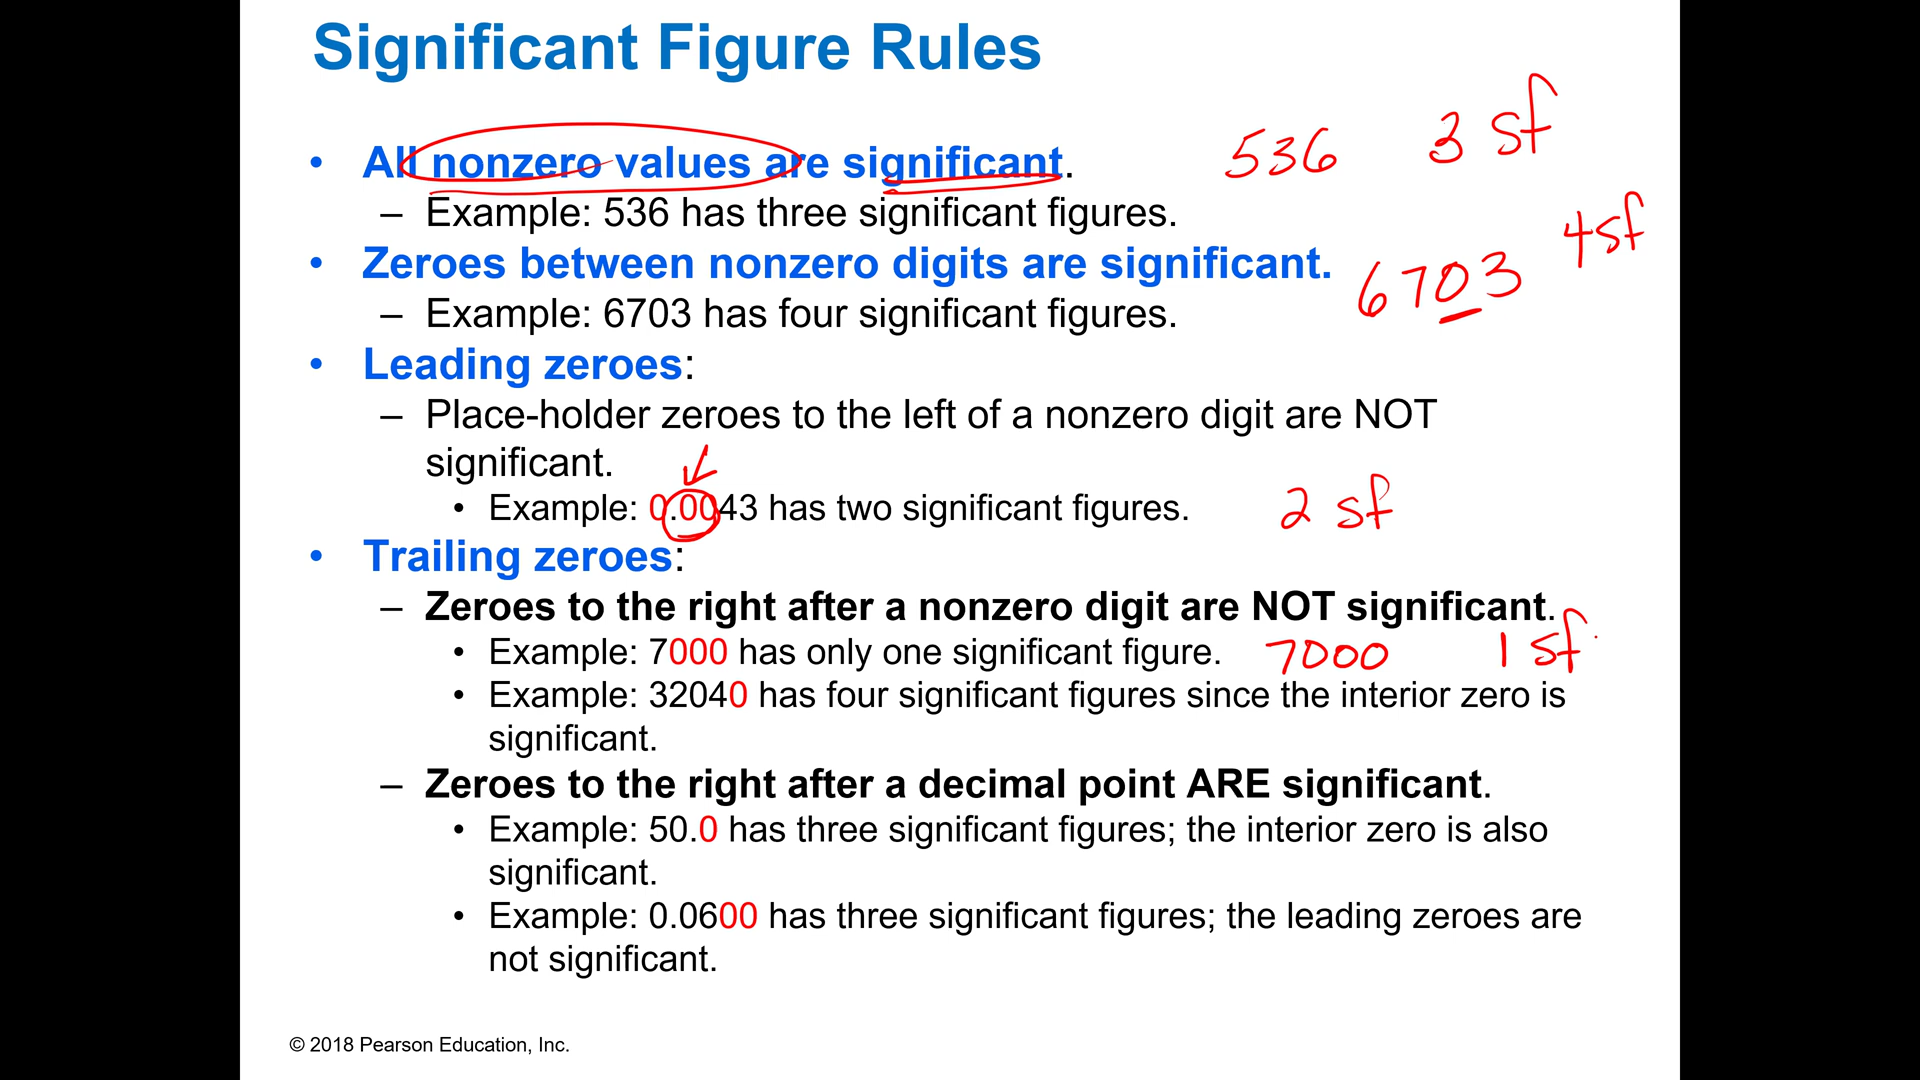 Significant Figure Rules
• All nonzero values are significant. 536 3 sf
– Example: 536 has three significant figures. 4 sf
• Zeroes between nonzero digits are significant. 6703
– Example: 6703 has four significant figures.
• Leading zeroes:
– Place-holder zeroes to the left of a nonzero digit are NOT
significant.
• Example: 0.0043 has two significant figures. 2 sf
• Trailing zeroes:
– Zeroes to the right after a nonzero digit are NOT significant.
• Example: 7000 has only one significant figure. 7000 1 sf
• Example: 32040 has four significant figures since the interior zero is
significant.
– Zeroes to the right after a decimal point ARE significant.
• Example: 50.0 has three significant figures; the interior zero is also
significant.
• Example: 0.0600 has three significant figures; the leading zeroes are
not significant.
© 2018 Pearson Education, Inc.